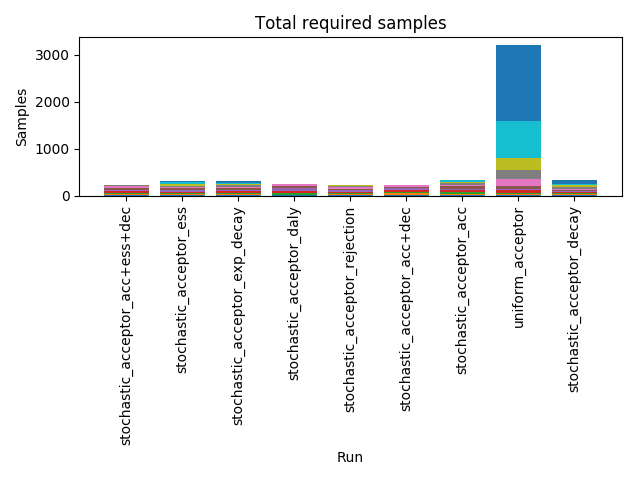 Total required samples
Samples
3000
2000
1000
0
stochastic_acceptor_acc+ess+dec
stochastic_acceptor_ess
stochastic_acceptor_exp_decay
stochastic_acceptor_daly
stochastic_acceptor_rejection
stochastic_acceptor_acc+dec
stochastic_acceptor_acc
uniform_acceptor
stochastic_acceptor_decay
Run